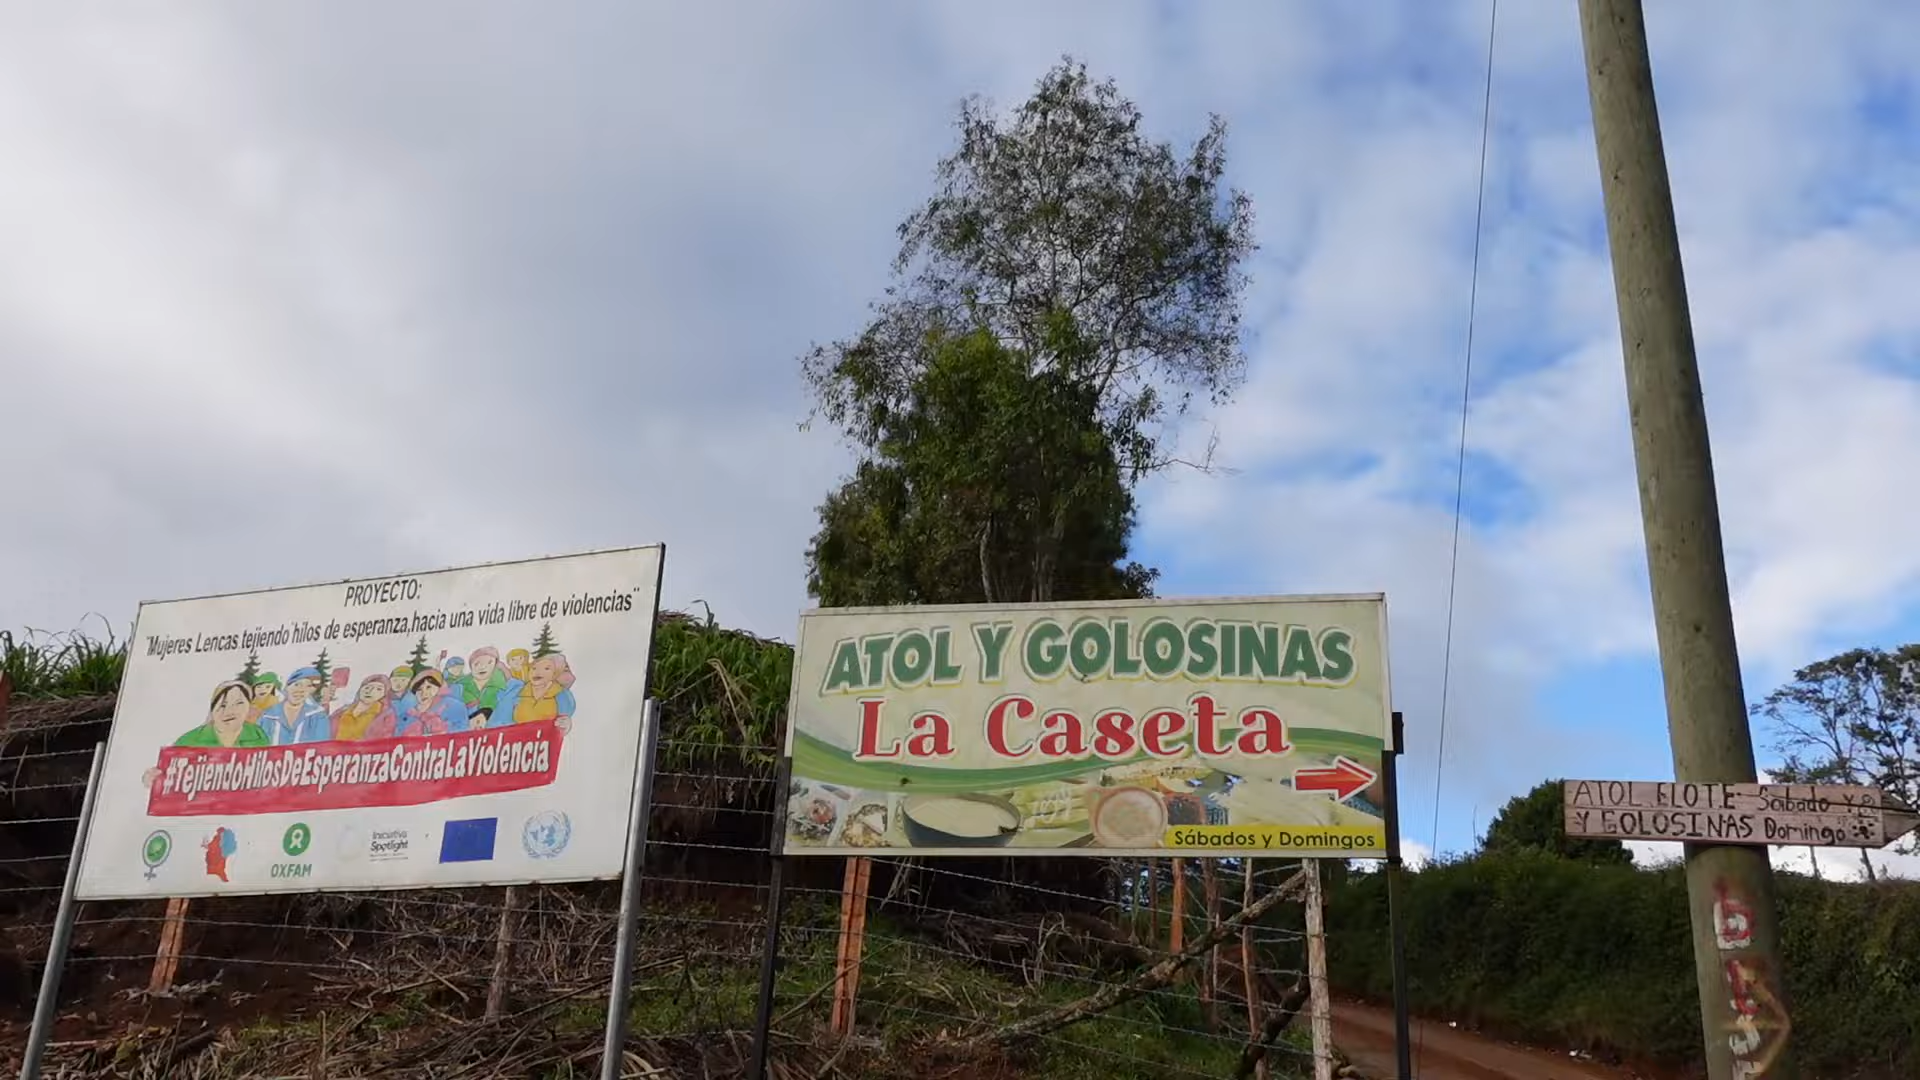 PROYECTO:
"Mujeres Lencas tejiendo hilos de esperanza, hacia una vida libre de violencias"
#TejiendoHilosDeEsperanzaContraLaViolencia
OXFAM
Iniciativa
Spotlight
ATOL Y GOLOSINAS
La Caseta
Sábados y Domingos
ATOL ELOTE Sabado Y
Y GOLOSINAS Domingo